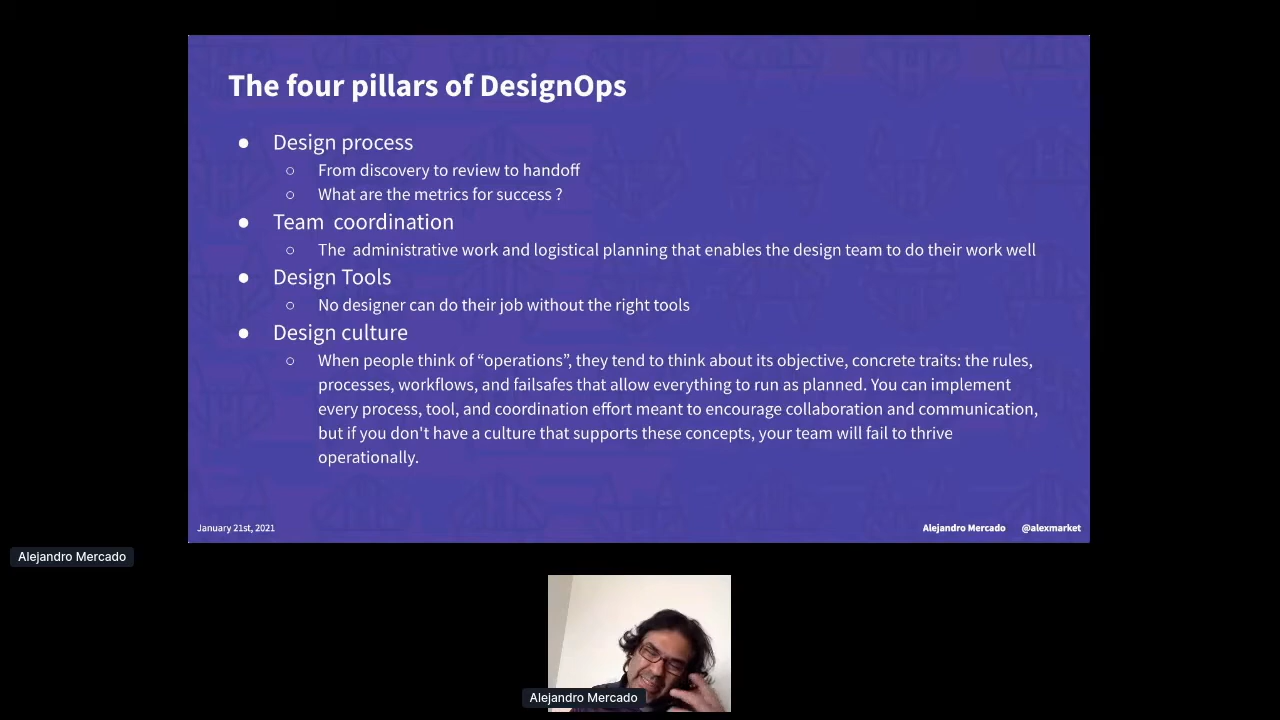 The four pillars of DesignOps
● Design process
○ From discovery to review to handoff
○ What are the metrics for success ?
● Team  coordination
○ The  administrative work and logistical planning that enables the design team to do their work well
● Design Tools
○ No designer can do their job without the right tools
● Design culture
○ When people think of “operations”, they tend to think about its objective, concrete traits: the rules,
processes, workflows, and failsafes that allow everything to run as planned. You can implement
every process, tool, and coordination effort meant to encourage collaboration and communication,
but if you don't have a culture that supports these concepts, your team will fail to thrive
operationally.
January 21st, 2021
Alejandro Mercado @alexmarket
Alejandro Mercado
Alejandro Mercado